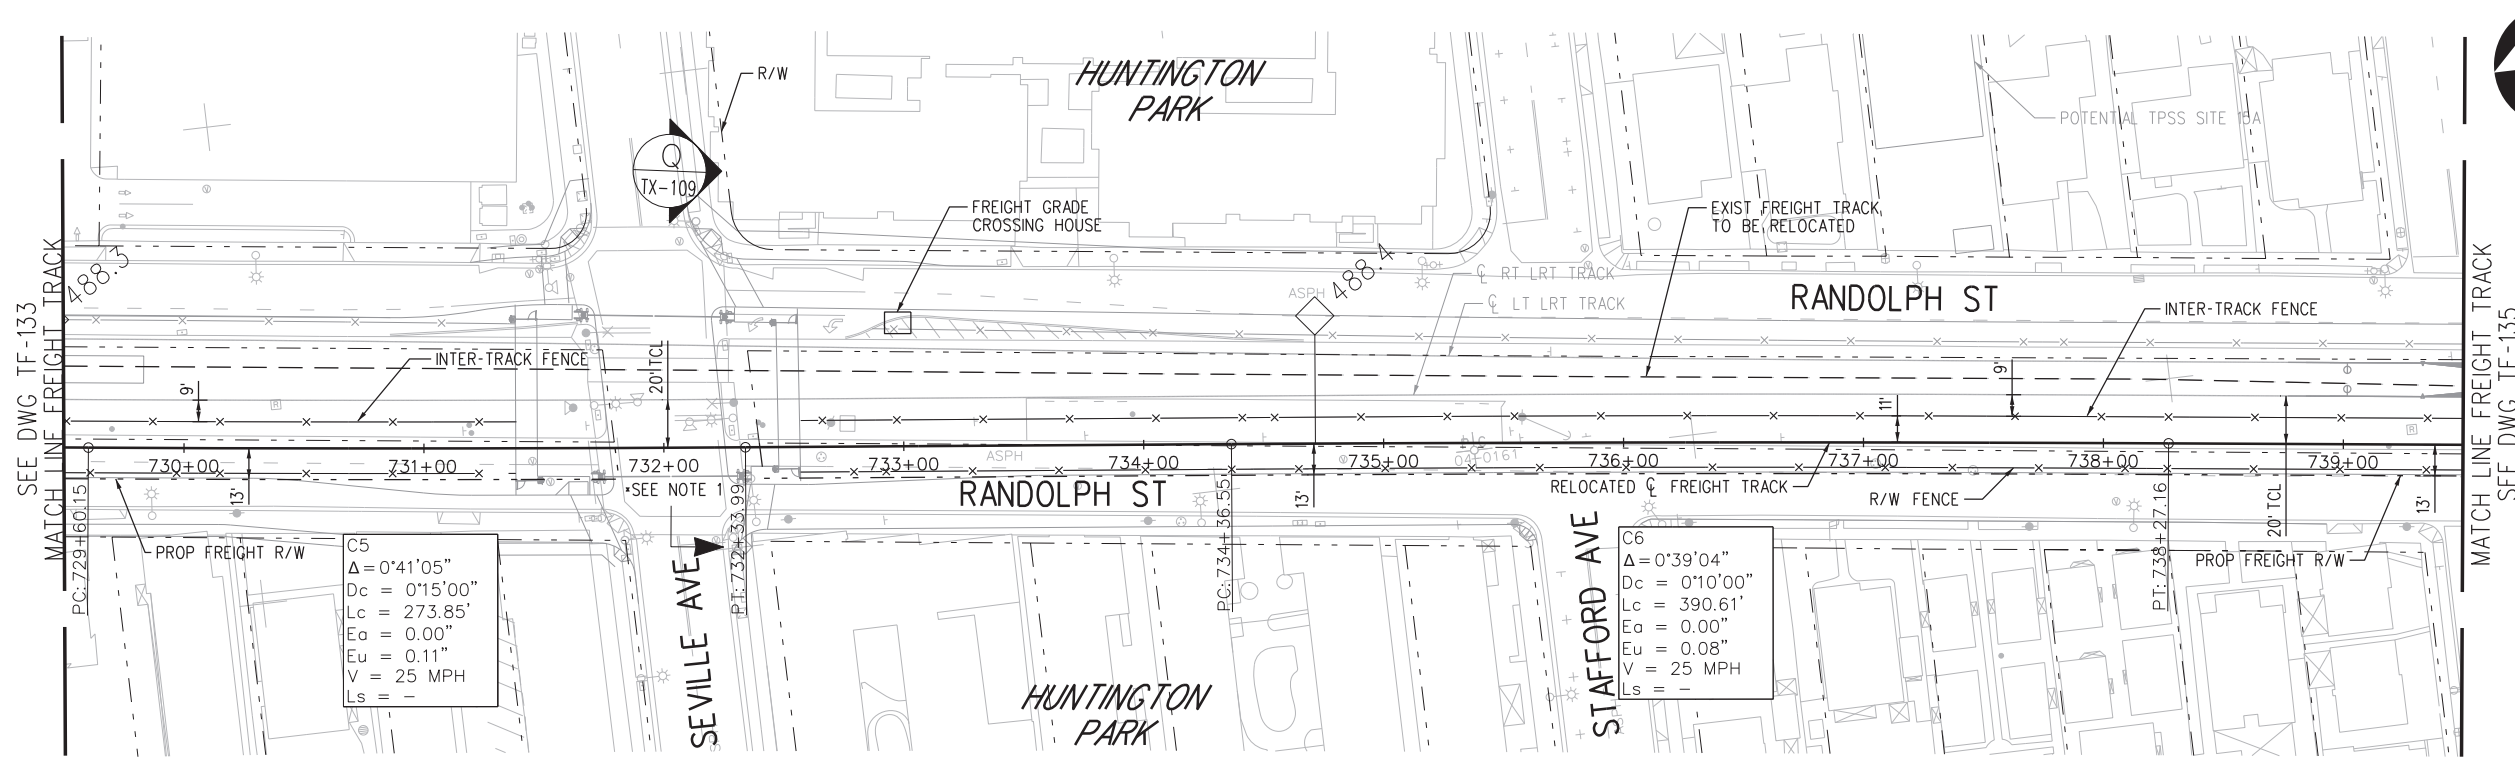 HUNTINGTON
PARK
R/W
Q
TX-109
POTENTIAL TPSS SITE 15A
FREIGHT GRADE
CROSSING HOUSE
EXIST FREIGHT TRACK
TO BE RELOCATED
488.3
488.4
ASPH
℄ RT LRT TRACK
℄ LT LRT TRACK
RANDOLPH ST
INTER-TRACK FENCE
INTER-TRACK FENCE
SEE DWG TF-133
MATCH LINE FREIGHT TRACK
MATCH LINE FREIGHT TRACK
SEE DWG TF-135
9'
20' TCL
11'
9'
R
R
730+00
731+00
732+00
733+00
734+00
735+00
736+00
737+00
738+00
739+00
ASPH
13'
*SEE NOTE 1
RANDOLPH ST
13'
RELOCATED ℄ FREIGHT TRACK
R/W FENCE
20' TCL
13'
PC:729+60.15
PT:732+33.99
PC:734+36.55
PT:738+27.16
PROP FREIGHT R/W
PROP FREIGHT R/W
C5
Δ=0°41'05"
Dc = 0°15'00"
Lc = 273.85'
Ea = 0.00"
Eu = 0.11"
V = 25 MPH
Ls = -
SEVILLE AVE
STAFFORD AVE
C6
Δ=0°39'04"
Dc = 0°10'00"
Lc = 390.61'
Ea = 0.00"
Eu = 0.08"
V = 25 MPH
Ls = -
HUNTINGTON
PARK